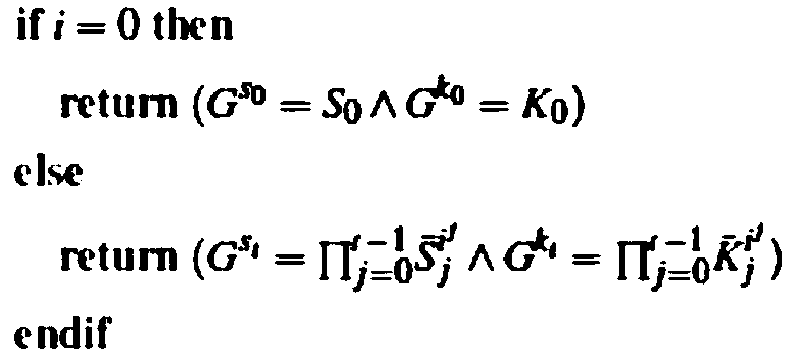 if i = 0 then
return (G^{s_0} = S_0 ∧ G^{k_0} = K_0)
else
return (G^{s_i} = ∏_{j=0}^{t-1} S̄_j^{i^j} ∧ G^{k_i} = ∏_{j=0}^{t-1} K̄_j^{i^j})
endif